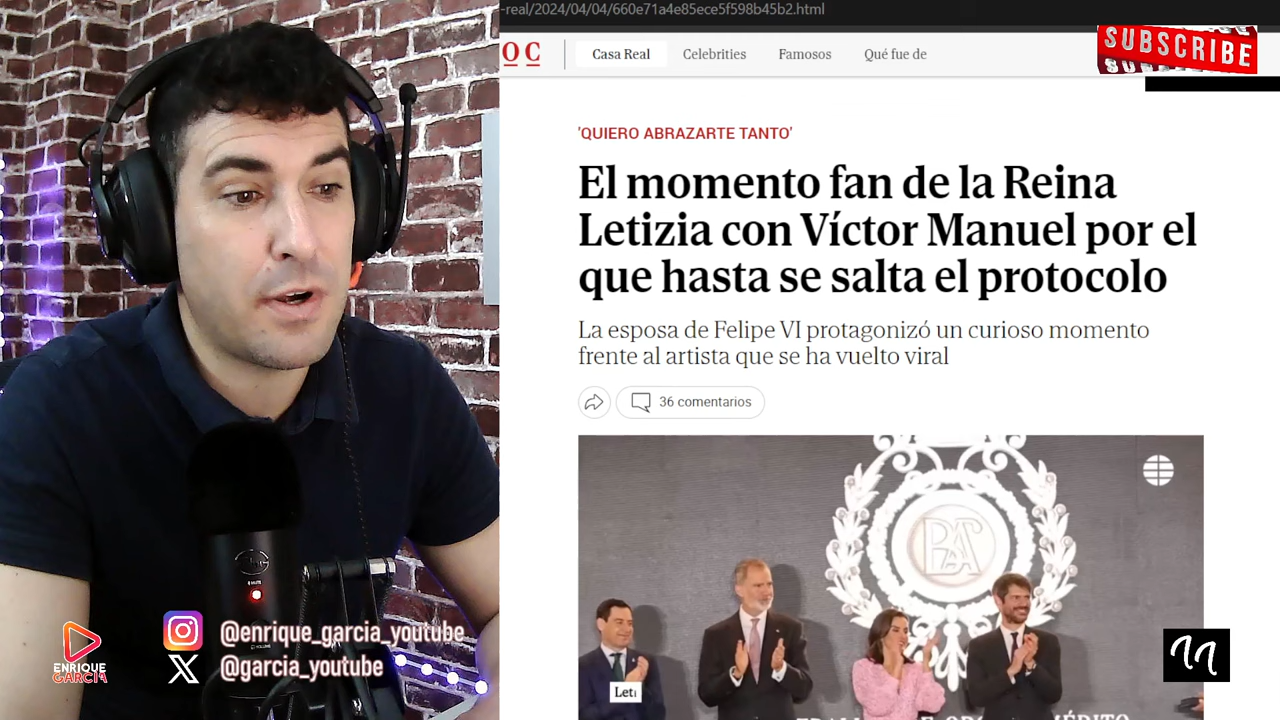 -real/2024/04/04/660e71a4e85ece5f598b45b2.html
OC
Casa Real
Celebrities
Famosos
Qué fue de
SUBSCRIBE
'QUIERO ABRAZARTE TANTO'
El momento fan de la Reina
Letizia con Víctor Manuel por el
que hasta se salta el protocolo
La esposa de Felipe VI protagonizó un curioso momento
frente al artista que se ha vuelto viral
36 comentarios
Leti
@enrique_garcia_youtube
@garcia_youtube
ENRIQUE
GARCIA